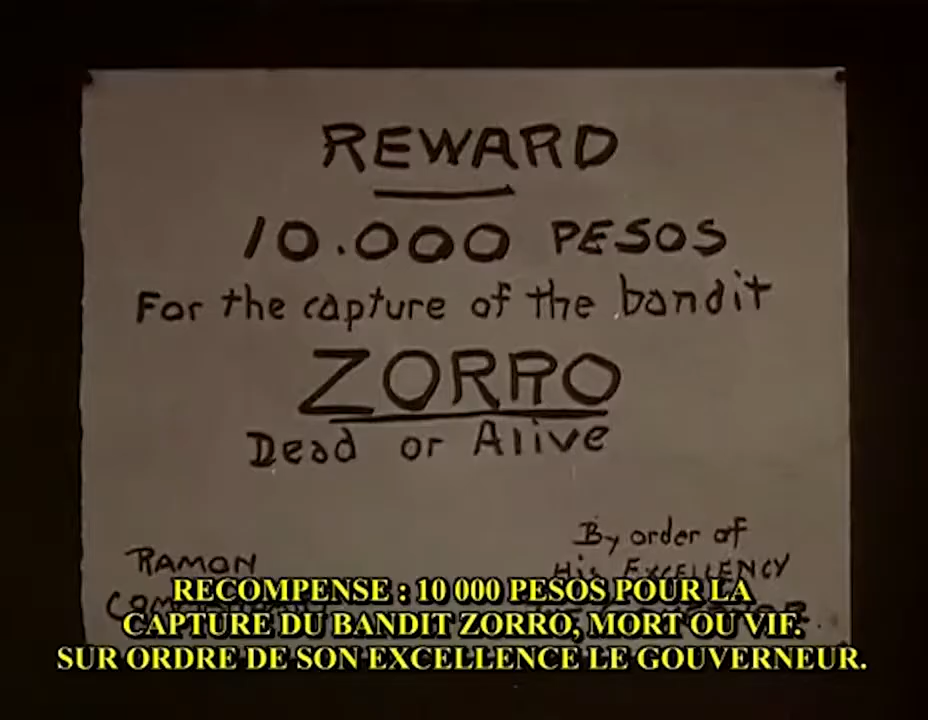 REWARD
10.000 PESOS
For the capture of the bandit
ZORRO
Dead or Alive
RAMON
By order of
His EXCELLENCY
RECOMPENSE : 10 000 PESOS POUR LA
CAPTURE DU BANDIT ZORRO, MORT OU VIF.
SUR ORDRE DE SON EXCELLENCE LE GOUVERNEUR.